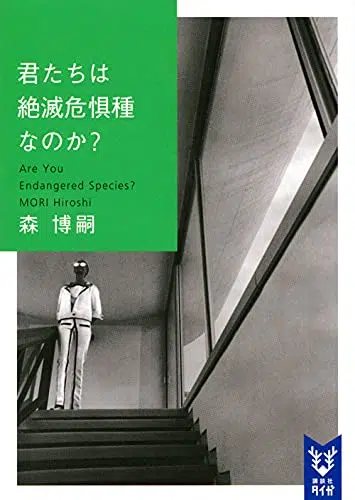 君たちは
絶滅危惧種
なのか?
Are You
Endangered Species?
MORI Hiroshi
森 博嗣
講談社
タイガ